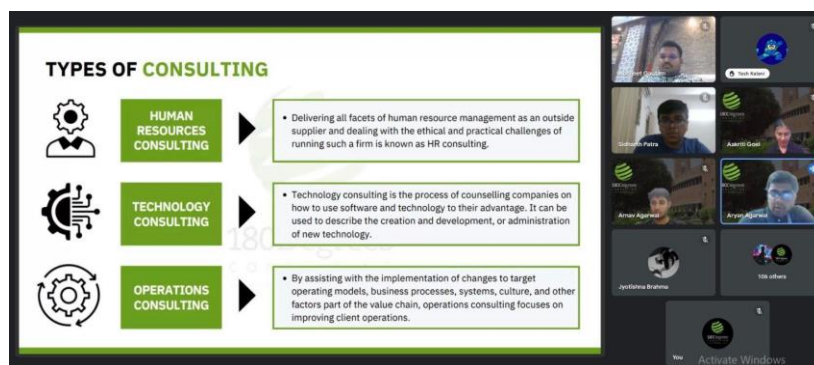 TYPES OF CONSULTING
HUMAN
RESOURCES
CONSULTING
• Delivering all facets of human resource management as an outside
supplier and dealing with the ethical and practical challenges of
running such a firm is known as HR consulting.
TECHNOLOGY
CONSULTING
• Technology consulting is the process of counselling companies on
how to use software and technology to their advantage. It can be
used to describe the creation and development, or administration
of new technology.
OPERATIONS
CONSULTING
• By assisting with the implementation of changes to target
operating models, business processes, systems, culture, and other
factors part of the value chain, operations consulting focuses on
improving client operations.
180Degrees
Yash Kalani
Sidharth Patra
Aakriti Goel
Arnav Agarwal
Aryan Agarwal
Jyotishna Brahma
others
You
Activate Windows